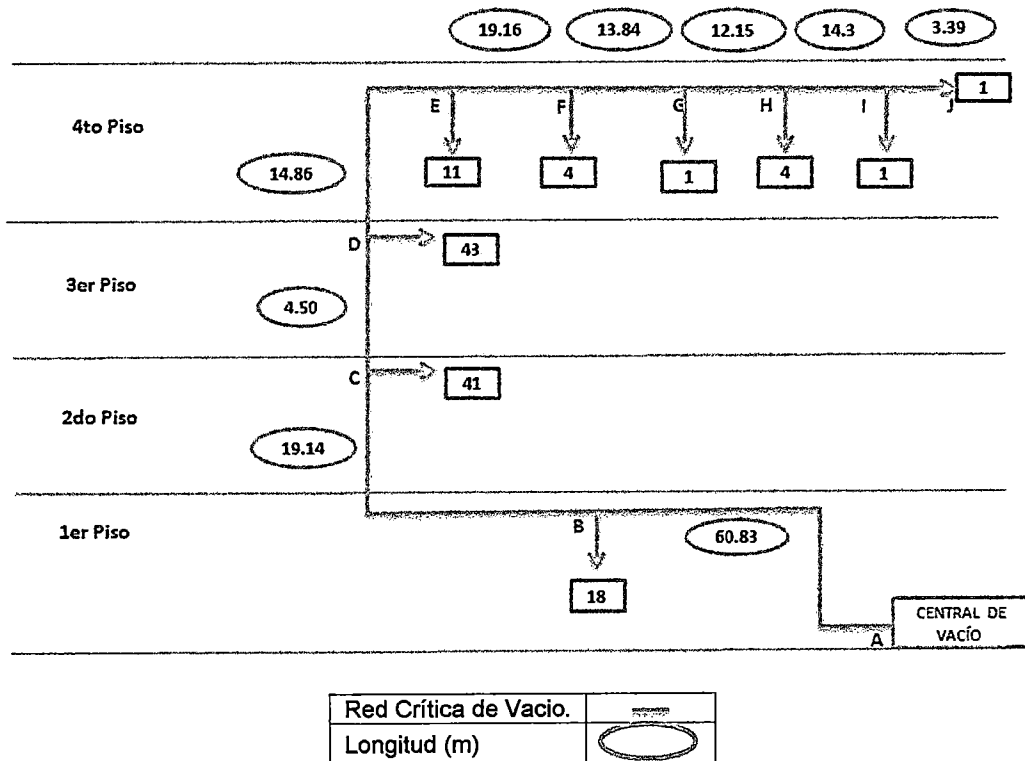 19.16 13.84 12.15 14.3 3.39
1
E F G H I J
4to Piso
11 4 1 4 1
14.86
D
43
3er Piso
4.50
C
41
2do Piso
19.14
B
1er Piso
60.83
18
CENTRAL DE
VACÍO
A
Red Crítica de Vacio.
Longitud (m)